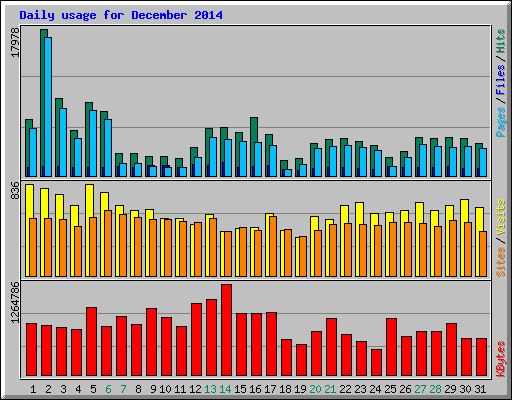 Daily usage for December 2014
17978
Pages / Files / Hits
836
Sites / Visits
1264786
KBytes
1 2 3 4 5 6 7 8 9 10 11 12 13 14 15 16 17 18 19 20 21 22 23 24 25 26 27 28 29 30 31